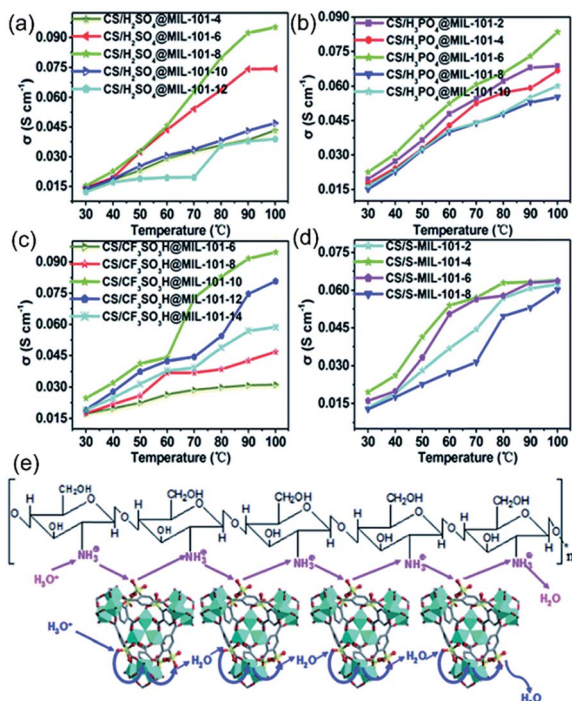 (a)
CS/H2SO4@MIL-101-4
CS/H2SO4@MIL-101-6
CS/H2SO4@MIL-101-8
CS/H2SO4@MIL-101-10
CS/H2SO4@MIL-101-12
σ (S cm-1)
0.090
0.075
0.060
0.045
0.030
0.015
30 40 50 60 70 80 90 100
Temperature (℃)
(b)
CS/H3PO4@MIL-101-2
CS/H3PO4@MIL-101-4
CS/H3PO4@MIL-101-6
CS/H3PO4@MIL-101-8
CS/H3PO4@MIL-101-10
σ (S cm-1)
0.090
0.075
0.060
0.045
0.030
0.015
30 40 50 60 70 80 90 100
Temperature (℃)
(c)
CS/CF3SO3H@MIL-101-6
CS/CF3SO3H@MIL-101-8
CS/CF3SO3H@MIL-101-10
CS/CF3SO3H@MIL-101-12
CS/CF3SO3H@MIL-101-14
σ (S cm-1)
0.090
0.075
0.060
0.045
0.030
0.015
30 40 50 60 70 80 90 100
Temperature (℃)
(d)
CS/S-MIL-101-2
CS/S-MIL-101-4
CS/S-MIL-101-6
CS/S-MIL-101-8
σ (S cm-1)
0.075
0.060
0.045
0.030
0.015
30 40 50 60 70 80 90 100
Temperature (℃)
(e)
CH2OH CH2OH CH2OH CH2OH CH2OH
O O O O O
H H H H H
OH OH OH OH OH
NH3⊕ NH3⊕ NH3⊕ NH3⊕ NH3⊕
n
H3O+
H2O
H3O+
H2O H2O H2O
H2O